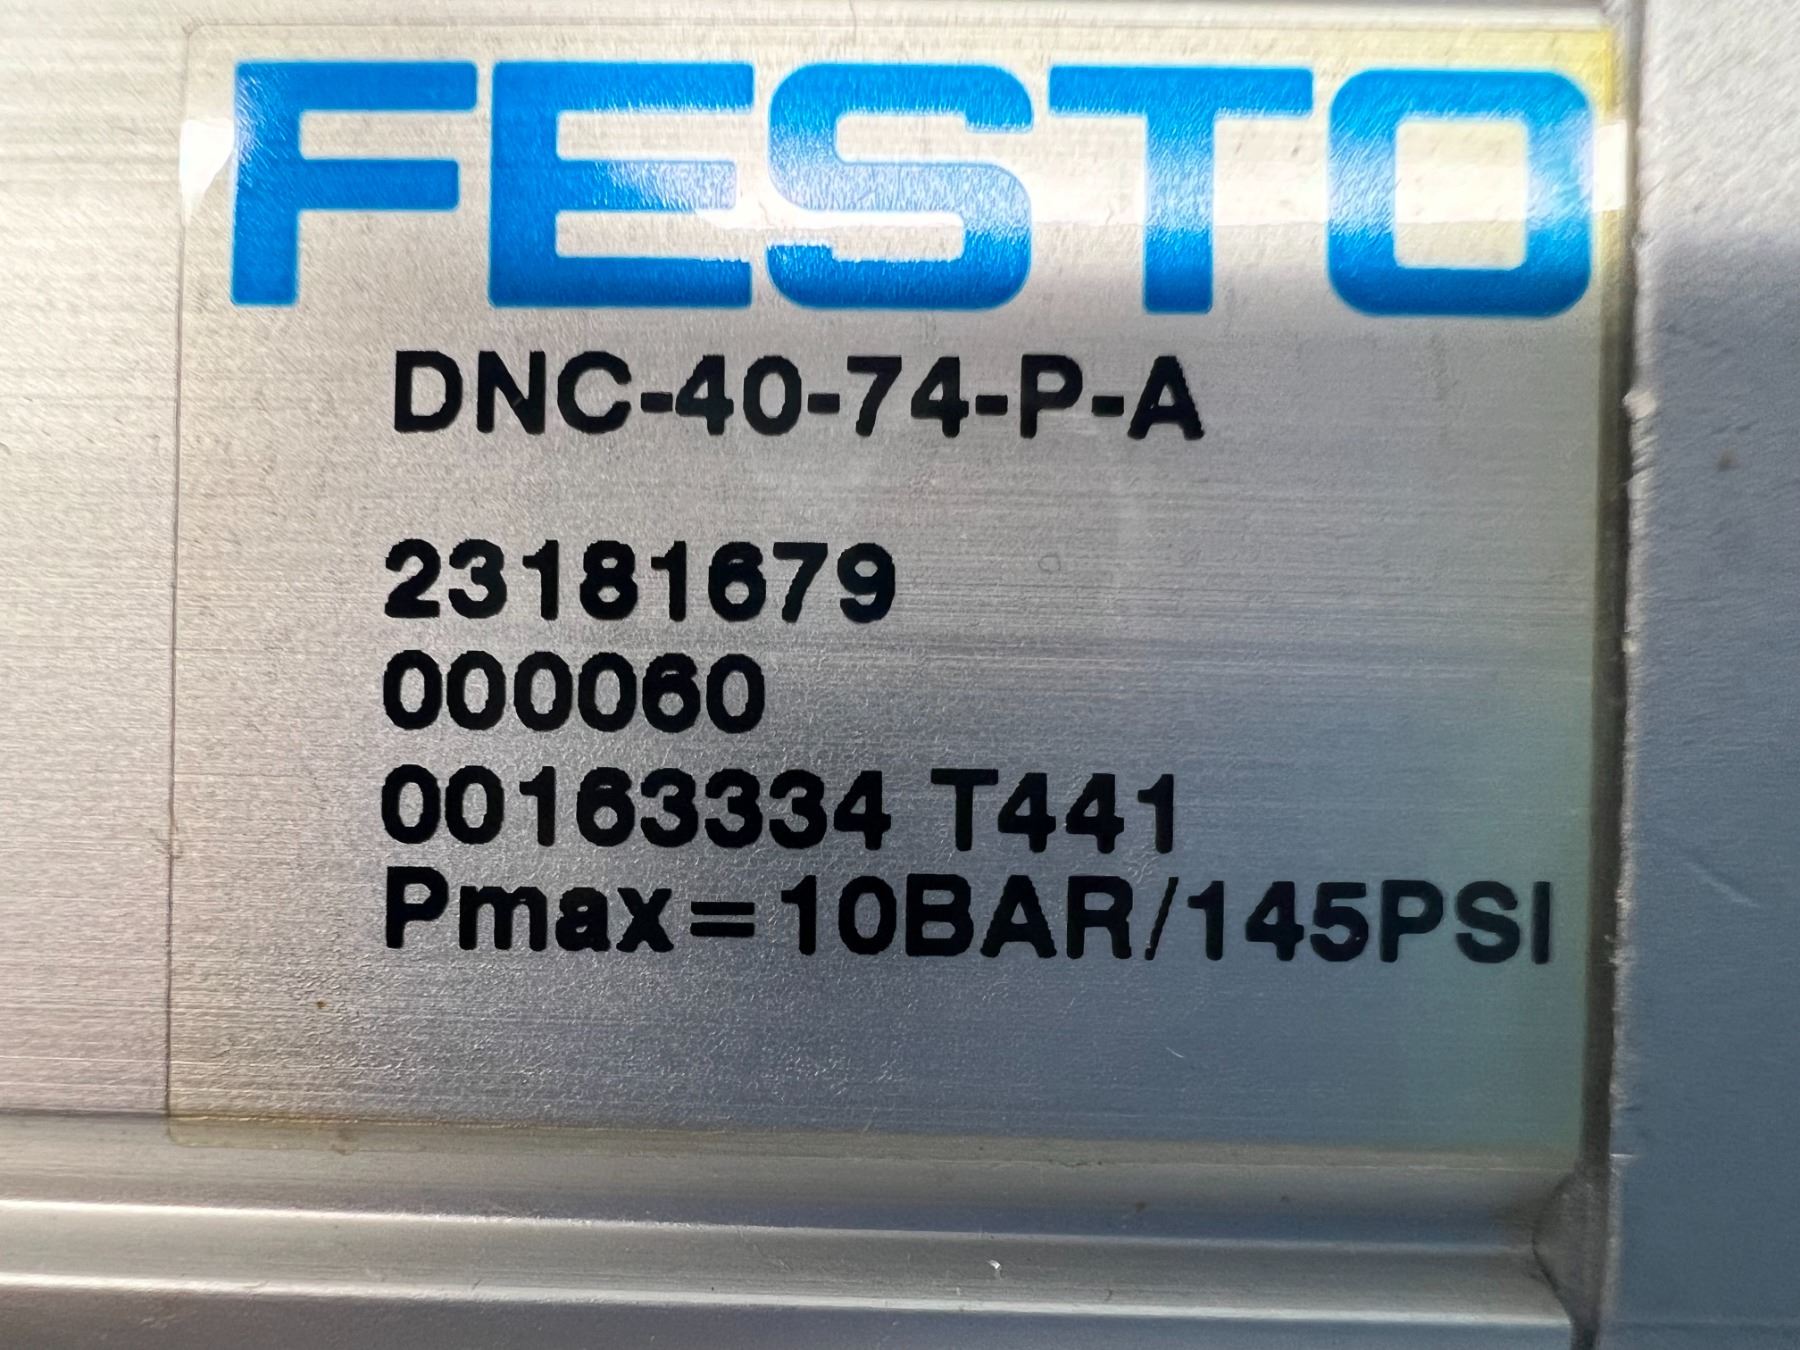 FESTO
DNC-40-74-P-A
23181679
000060
00163334 T441
Pmax=10BAR/145PSI